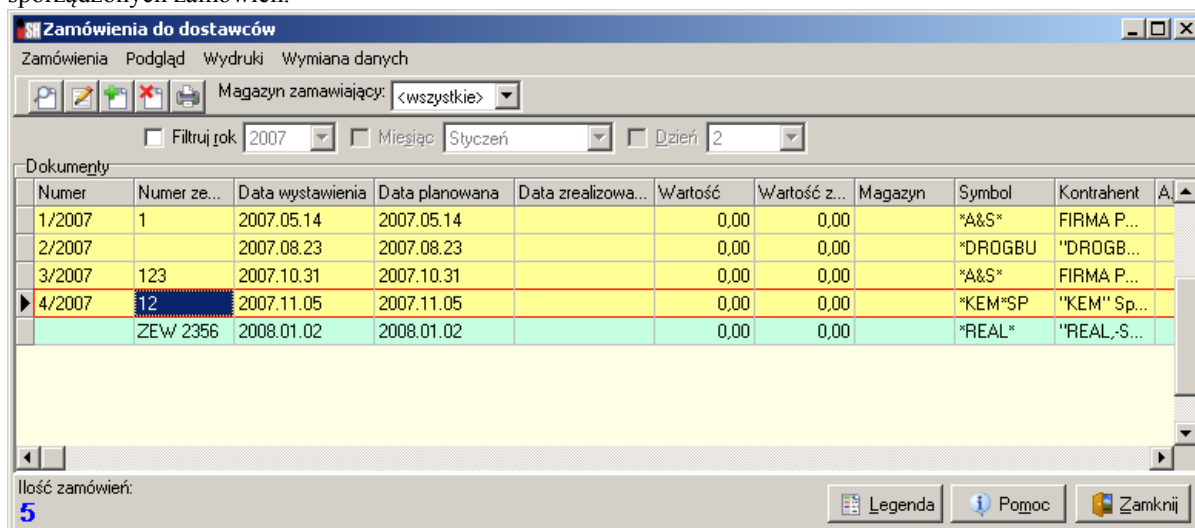 sporządzonych zamówień.
SH Zamówienia do dostawców
Zamówienia Podgląd Wydruki Wymiana danych
Magazyn zamawiający: <wszystkie>
Filtruj rok 2007 Miesiąc Styczeń Dzień 2
Dokumenty
Numer Numer ze... Data wystawienia Data planowana Data zrealizowa... Wartość Wartość z... Magazyn Symbol Kontrahent A.
1/2007 1 2007.05.14 2007.05.14 0,00 0,00 *A&S* FIRMA P...
2/2007 2007.08.23 2007.08.23 0,00 0,00 *DROGBU "DROGB...
3/2007 123 2007.10.31 2007.10.31 0,00 0,00 *A&S* FIRMA P...
4/2007 12 2007.11.05 2007.11.05 0,00 0,00 *KEM*SP "KEM" Sp...
ZEW 2356 2008.01.02 2008.01.02 0,00 0,00 *REAL* "REAL,-S...
Ilość zamówień:
5
Legenda Pomoc Zamknij